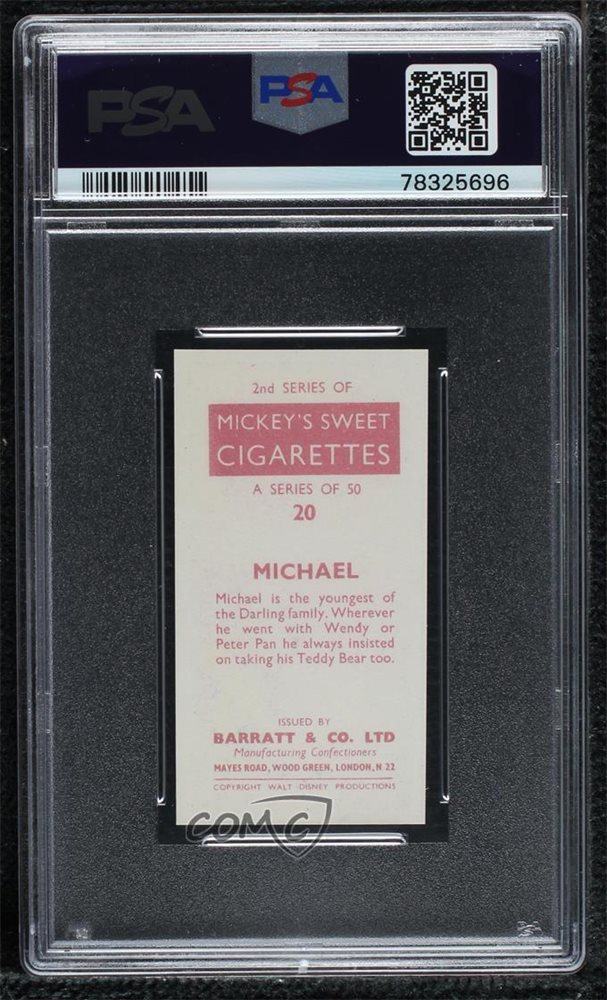 PSA
PSA
78325696
2nd SERIES OF
MICKEY'S SWEET
CIGARETTES
A SERIES OF 50
20
MICHAEL
Michael is the youngest of
the Darling family. Wherever
he went with Wendy or
Peter Pan he always insisted
on taking his Teddy Bear too.
ISSUED BY
BARRATT & CO. LTD
Manufacturing Confectioners
MAYES ROAD, WOOD GREEN, LONDON, N 22
COPYRIGHT WALT DISNEY PRODUCTIONS
COMC
PSA